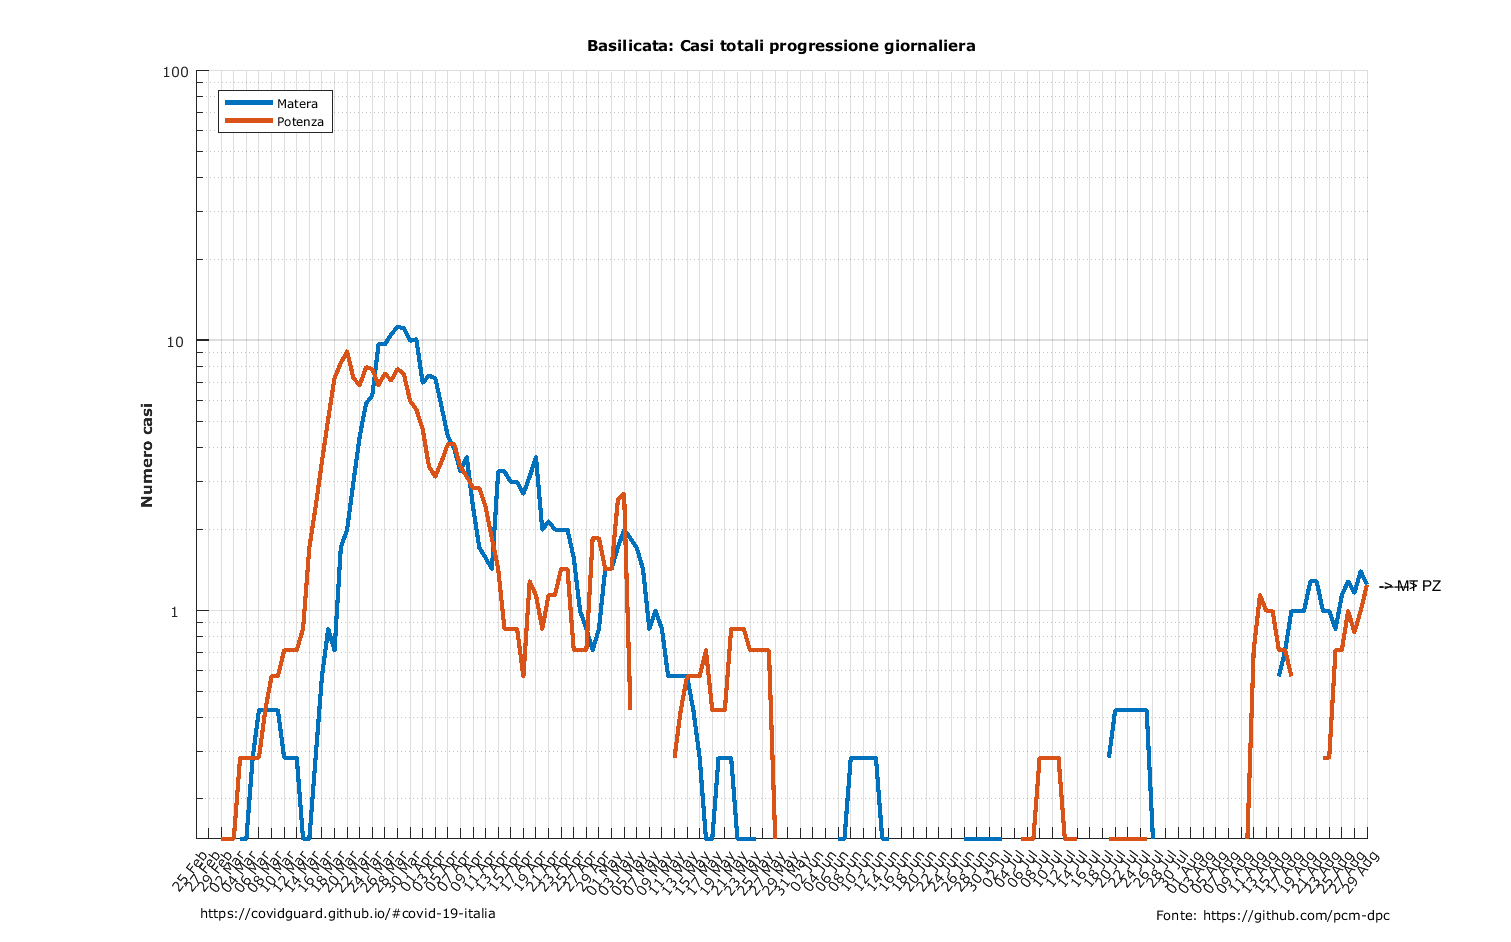 Basilicata: Casi totali progressione giornaliera
100
10
1
Numero casi
Matera
Potenza
-> MT
PZ
25 Feb
27 Feb
29 Feb
02 Mar
04 Mar
06 Mar
08 Mar
10 Mar
12 Mar
14 Mar
16 Mar
18 Mar
20 Mar
22 Mar
24 Mar
26 Mar
28 Mar
30 Mar
01 Apr
03 Apr
05 Apr
07 Apr
09 Apr
11 Apr
13 Apr
15 Apr
17 Apr
19 Apr
21 Apr
23 Apr
25 Apr
27 Apr
29 Apr
01 May
03 May
05 May
07 May
09 May
11 May
13 May
15 May
17 May
19 May
21 May
23 May
25 May
27 May
29 May
31 May
02 Jun
04 Jun
06 Jun
08 Jun
10 Jun
12 Jun
14 Jun
16 Jun
18 Jun
20 Jun
22 Jun
24 Jun
26 Jun
28 Jun
30 Jun
02 Jul
04 Jul
06 Jul
08 Jul
10 Jul
12 Jul
14 Jul
16 Jul
18 Jul
20 Jul
22 Jul
24 Jul
26 Jul
28 Jul
30 Jul
01 Aug
03 Aug
05 Aug
07 Aug
09 Aug
11 Aug
13 Aug
15 Aug
17 Aug
19 Aug
21 Aug
23 Aug
25 Aug
27 Aug
29 Aug
https://covidguard.github.io/#covid-19-italia
Fonte: https://github.com/pcm-dpc